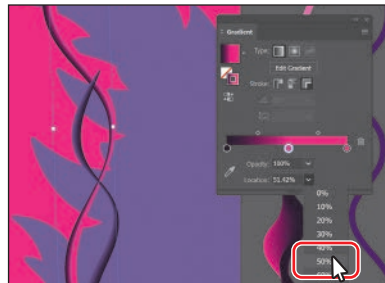 Gradient
Type:
Edit Gradient
Stroke:
Opacity: 100%
Location: 51.42%
0%
10%
20%
30%
40%
50%